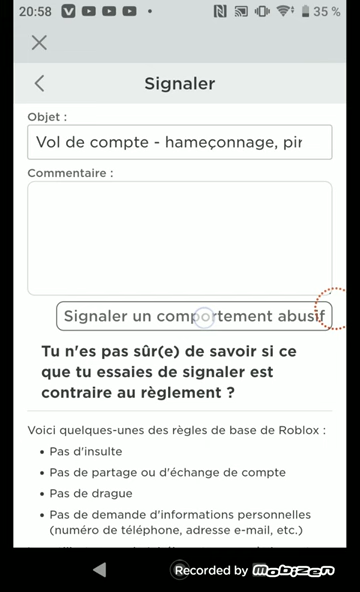 20:58
35 %
Signaler
Objet :
Vol de compte - hameçonnage, pir
Commentaire :
Signaler un comportement abusif
Tu n'es pas sûr(e) de savoir si ce
que tu essaies de signaler est
contraire au règlement ?
Voici quelques-unes des règles de base de Roblox :
• Pas d'insulte
• Pas de partage ou d'échange de compte
• Pas de drague
• Pas de demande d'informations personnelles
(numéro de téléphone, adresse e-mail, etc.)
Recorded by Mobizen